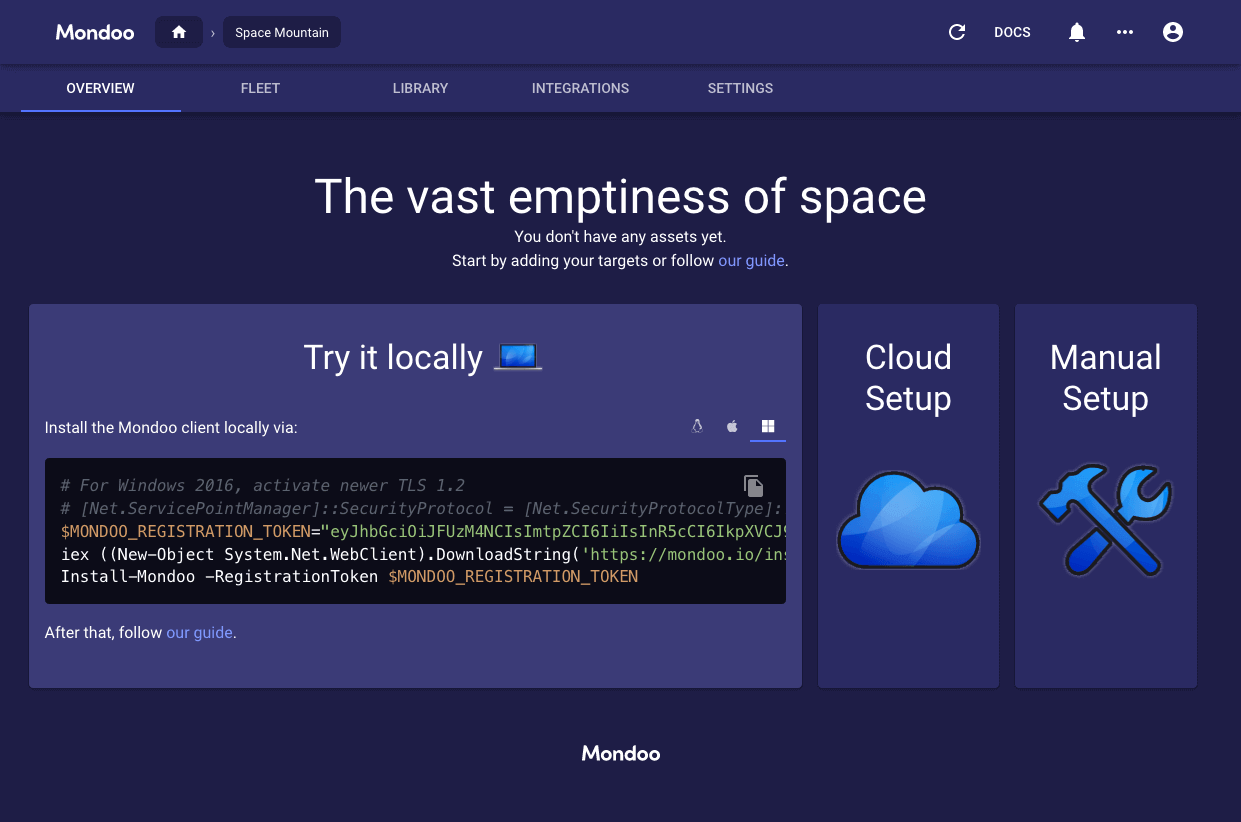 Mondoo
›
Space Mountain
DOCS
OVERVIEW
FLEET
LIBRARY
INTEGRATIONS
SETTINGS
The vast emptiness of space
You don't have any assets yet.
Start by adding your targets or follow our guide.
Try it locally
Install the Mondoo client locally via:
# For Windows 2016, activate newer TLS 1.2
# [Net.ServicePointManager]::SecurityProtocol = [Net.SecurityProtocolType]:
$MONDOO_REGISTRATION_TOKEN="eyJhbGciOiJFUzM4NCIsImtpZCI6IiIsInR5cCI6IkpXVCJ9
iex ((New-Object System.Net.WebClient).DownloadString('https://mondoo.io/ins
Install-Mondoo -RegistrationToken $MONDOO_REGISTRATION_TOKEN
After that, follow our guide.
Cloud
Setup
Manual
Setup
Mondoo